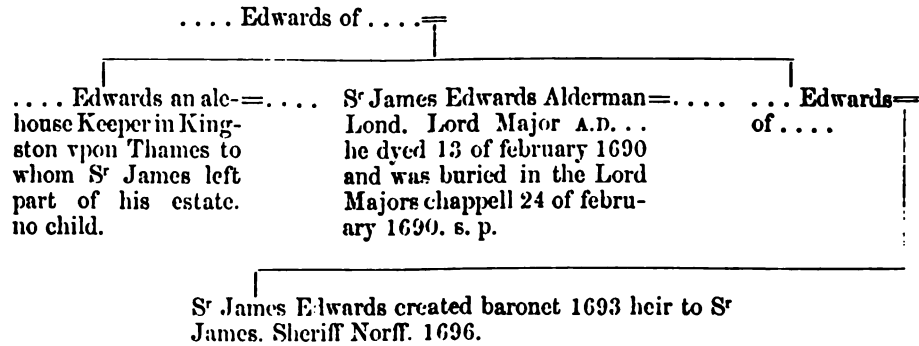 . . . . Edwards of . . . .=
. . . . Edwards an ale-=. . . .
house Keeper in King-
ston vpon Thames to
whom Sʳ James left
part of his estate.
no child.
Sʳ James Edwards Alderman=. . . .
Lond. Lord Major A.D. . .
he dyed 13 of february 1690
and was buried in the Lord
Majors chappell 24 of febru-
ary 1690. s. p.
. . . Edwards=
of . . . .
Sʳ James Edwards created baronet 1693 heir to Sʳ
James. Sheriff Norff. 1696.